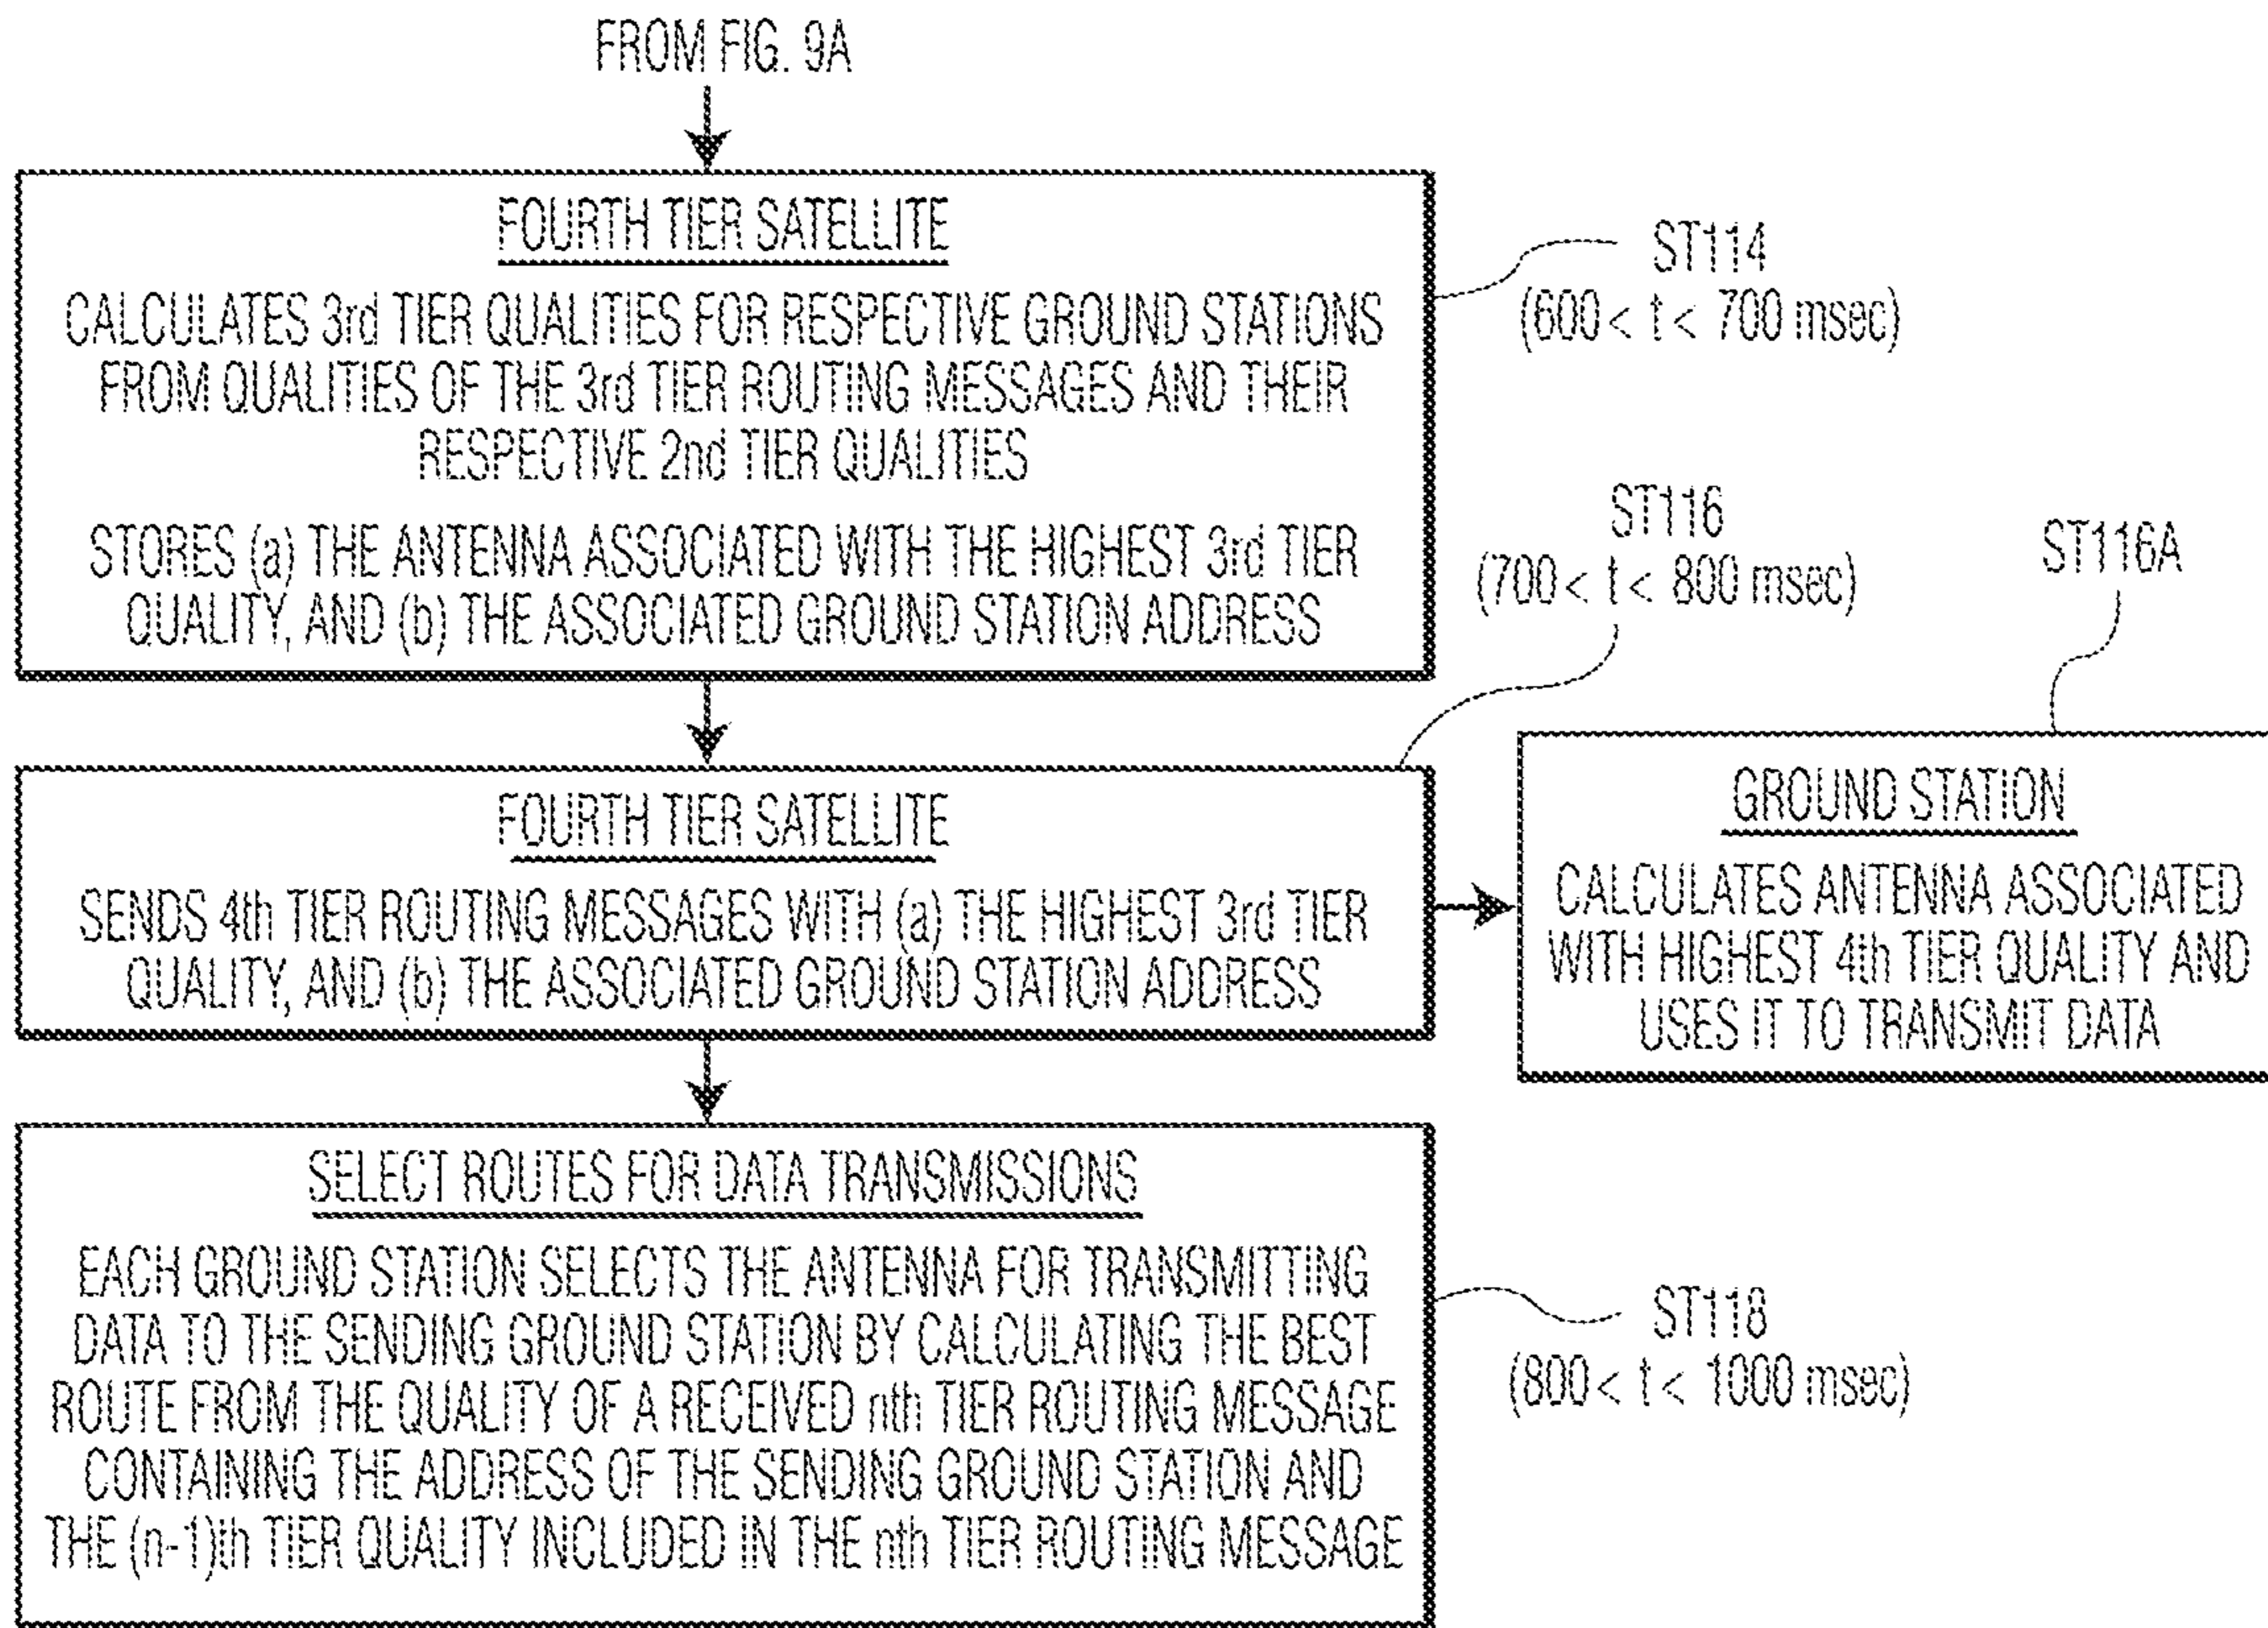 FROM FIG. 9A
FOURTH TIER SATELLITE
CALCULATES 3rd TIER QUALITIES FOR RESPECTIVE GROUND STATIONS
FROM QUALITIES OF THE 3rd TIER ROUTING MESSAGES AND THEIR
RESPECTIVE 2nd TIER QUALITIES
STORES (a) THE ANTENNA ASSOCIATED WITH THE HIGHEST 3rd TIER
QUALITY, AND (b) THE ASSOCIATED GROUND STATION ADDRESS
ST114
(600 < t < 700 msec)
ST116
(700 < t < 800 msec)
ST116A
FOURTH TIER SATELLITE
SENDS 4th TIER ROUTING MESSAGES WITH (a) THE HIGHEST 3rd TIER
QUALITY, AND (b) THE ASSOCIATED GROUND STATION ADDRESS
GROUND STATION
CALCULATES ANTENNA ASSOCIATED
WITH HIGHEST 4th TIER QUALITY AND
USES IT TO TRANSMIT DATA
SELECT ROUTES FOR DATA TRANSMISSIONS
EACH GROUND STATION SELECTS THE ANTENNA FOR TRANSMITTING
DATA TO THE SENDING GROUND STATION BY CALCULATING THE BEST
ROUTE FROM THE QUALITY OF A RECEIVED nth TIER ROUTING MESSAGE
CONTAINING THE ADDRESS OF THE SENDING GROUND STATION AND
THE (n-1)th TIER QUALITY INCLUDED IN THE nth TIER ROUTING MESSAGE
ST118
(800 < t < 1000 msec)